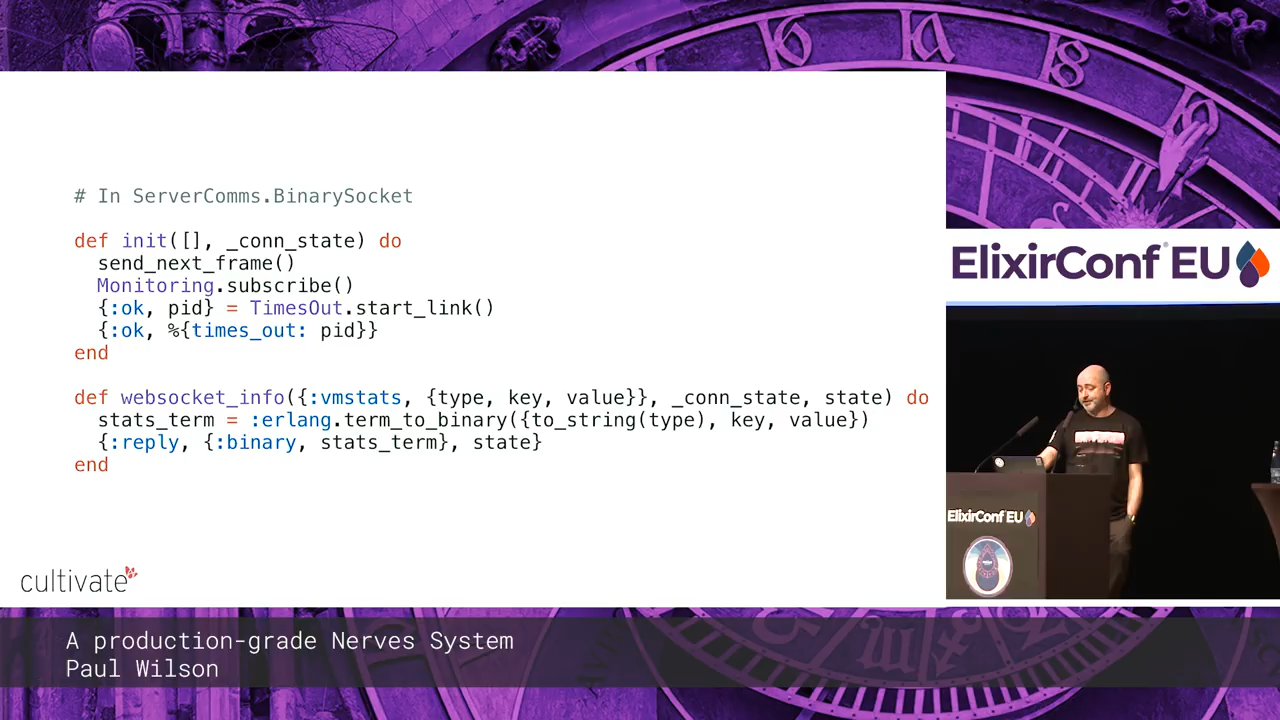 # In ServerComms.BinarySocket
def init([], _conn_state) do
  send_next_frame()
  Monitoring.subscribe()
  {:ok, pid} = TimesOut.start_link()
  {:ok, %{times_out: pid}}
end
def websocket_info({:vmstats, {type, key, value}}, _conn_state, state) do
  stats_term = :erlang.term_to_binary({to_string(type), key, value})
  {:reply, {:binary, stats_term}, state}
end
cultivate
ElixirConf® EU
ElixirConf EU
A production-grade Nerves System
Paul Wilson